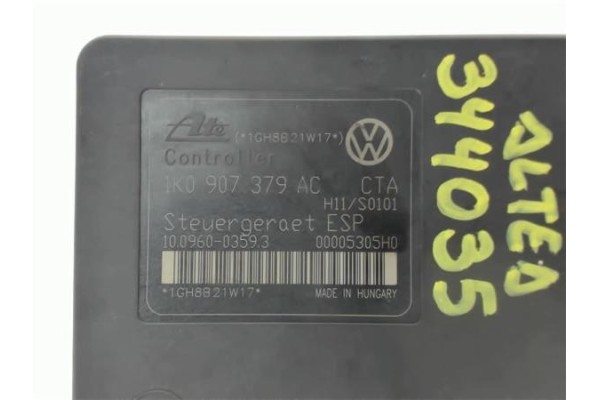 Ate (*1GH8B21W17*)
Controller
1K0 907 379 AC CTA
H11/S0101
Steuergeraet ESP
10.0960-0359.3 00005305H0
*1GH8B21W17* MADE IN HUNGARY
ALTEA
344035